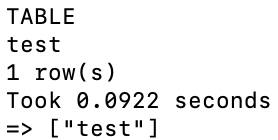 TABLE
test
1 row(s)
Took 0.0922 seconds
=> ["test"]